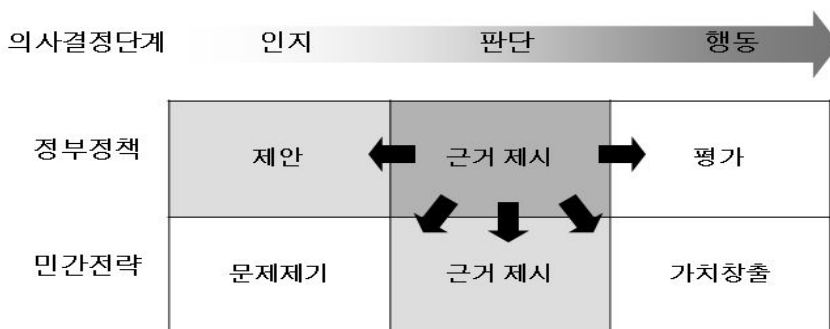 의사결정단계 인지 판단 행동
정부정책 제안 근거 제시 평가
민간전략 문제제기 근거 제시 가치창출